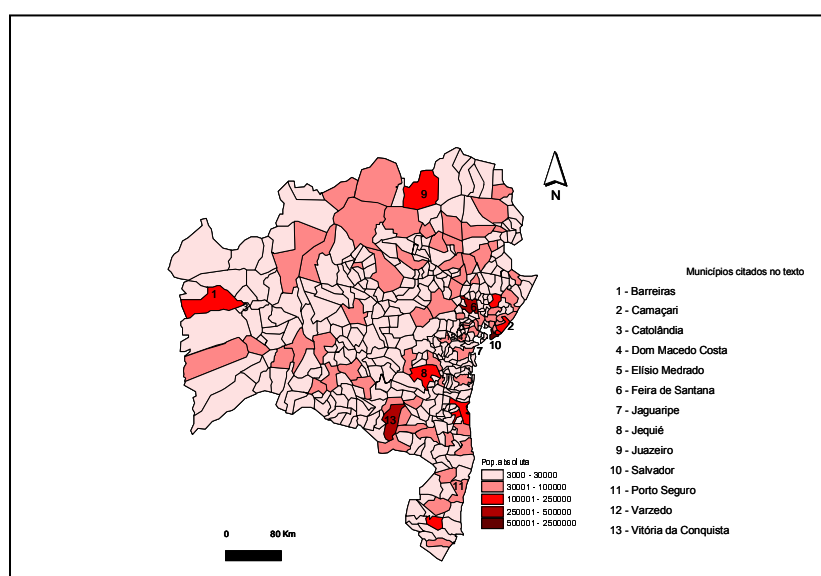 N
Municípios citados no texto
1 - Barreiras
2 - Camaçari
3 - Catolândia
4 - Dom Macedo Costa
5 - Elísio Medrado
6 - Feira de Santana
7 - Jaguaripe
8 - Jequié
9 - Juazeiro
10 - Salvador
11 - Porto Seguro
12 - Varzedo
13 - Vitória da Conquista
9
1
3
2
10
7
8
13
11
Pop. absoluta
3000 - 30000
30001 - 100000
100001 - 250000
250001 - 500000
500001 - 2500000
0 80 Km